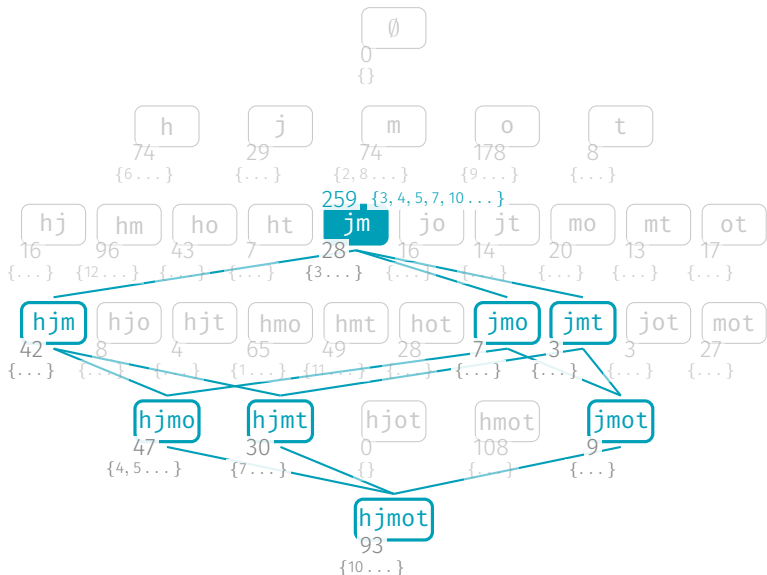 ∅
0
{}
h j m o t
74 29 74 178 8
{6...} {...} {2, 8...} {9...} {...}
259 {3, 4, 5, 7, 10...}
hj hm ho ht jm jo jt mo mt ot
16 96 43 7 28 16 14 20 13 17
{...} {12...} {...} {...} {3...} {...} {...} {...} {...} {...}
hjm hjo hjt hmo hmt hot jmo jmt jot mot
42 8 4 65 49 28 7 3 3 27
{...} {...} {...} {1...} {11...} {...} {...} {...} {...} {...}
hjmo hjmt hjot hmot jmot
47 30 0 108 9
{4, 5...} {7...} {} {...} {...}
hjmot
93
{10...}